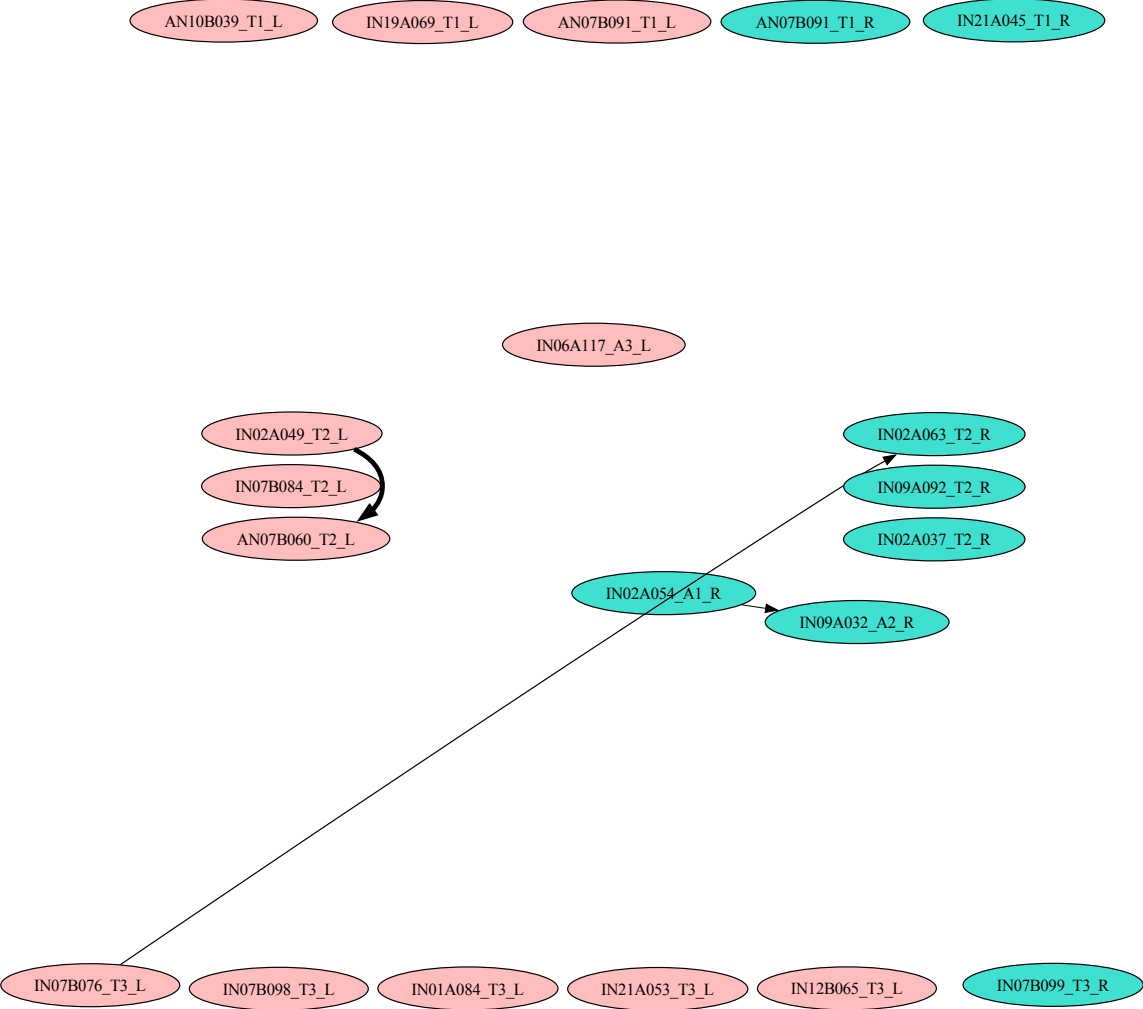 AN10B039_T1_L
IN19A069_T1_L
AN07B091_T1_L
AN07B091_T1_R
IN21A045_T1_R
IN06A117_A3_L
IN02A049_T2_L
IN02A063_T2_R
IN07B084_T2_L
IN09A092_T2_R
AN07B060_T2_L
IN02A037_T2_R
IN02A054_A1_R
IN09A032_A2_R
IN07B076_T3_L
IN07B098_T3_L
IN01A084_T3_L
IN21A053_T3_L
IN12B065_T3_L
IN07B099_T3_R